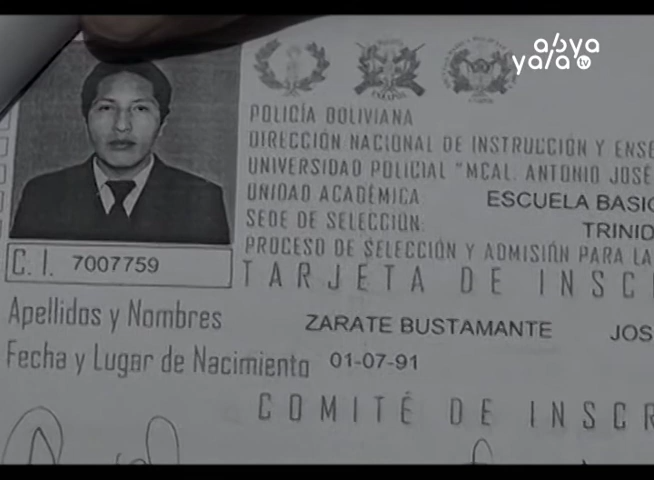 abya
yala tv
POLICÍA BOLIVIANA
DIRECCIÓN NACIONAL DE INSTRUCCIÓN Y ENSE
UNIVERSIDAD POLICIAL "MCAL. ANTONIO JOSÉ
UNIDAD ACADÉMICA ESCUELA BASIC
SEDE DE SELECCIÓN: TRINID
PROCESO DE SELECCIÓN Y ADMISIÓN PARA LA
C. I. 7007759
TARJETA DE INSC
Apellidos y Nombres ZARATE BUSTAMANTE JOS
Fecha y Lugar de Nacimiento 01-07-91
COMITÉ DE INSCR